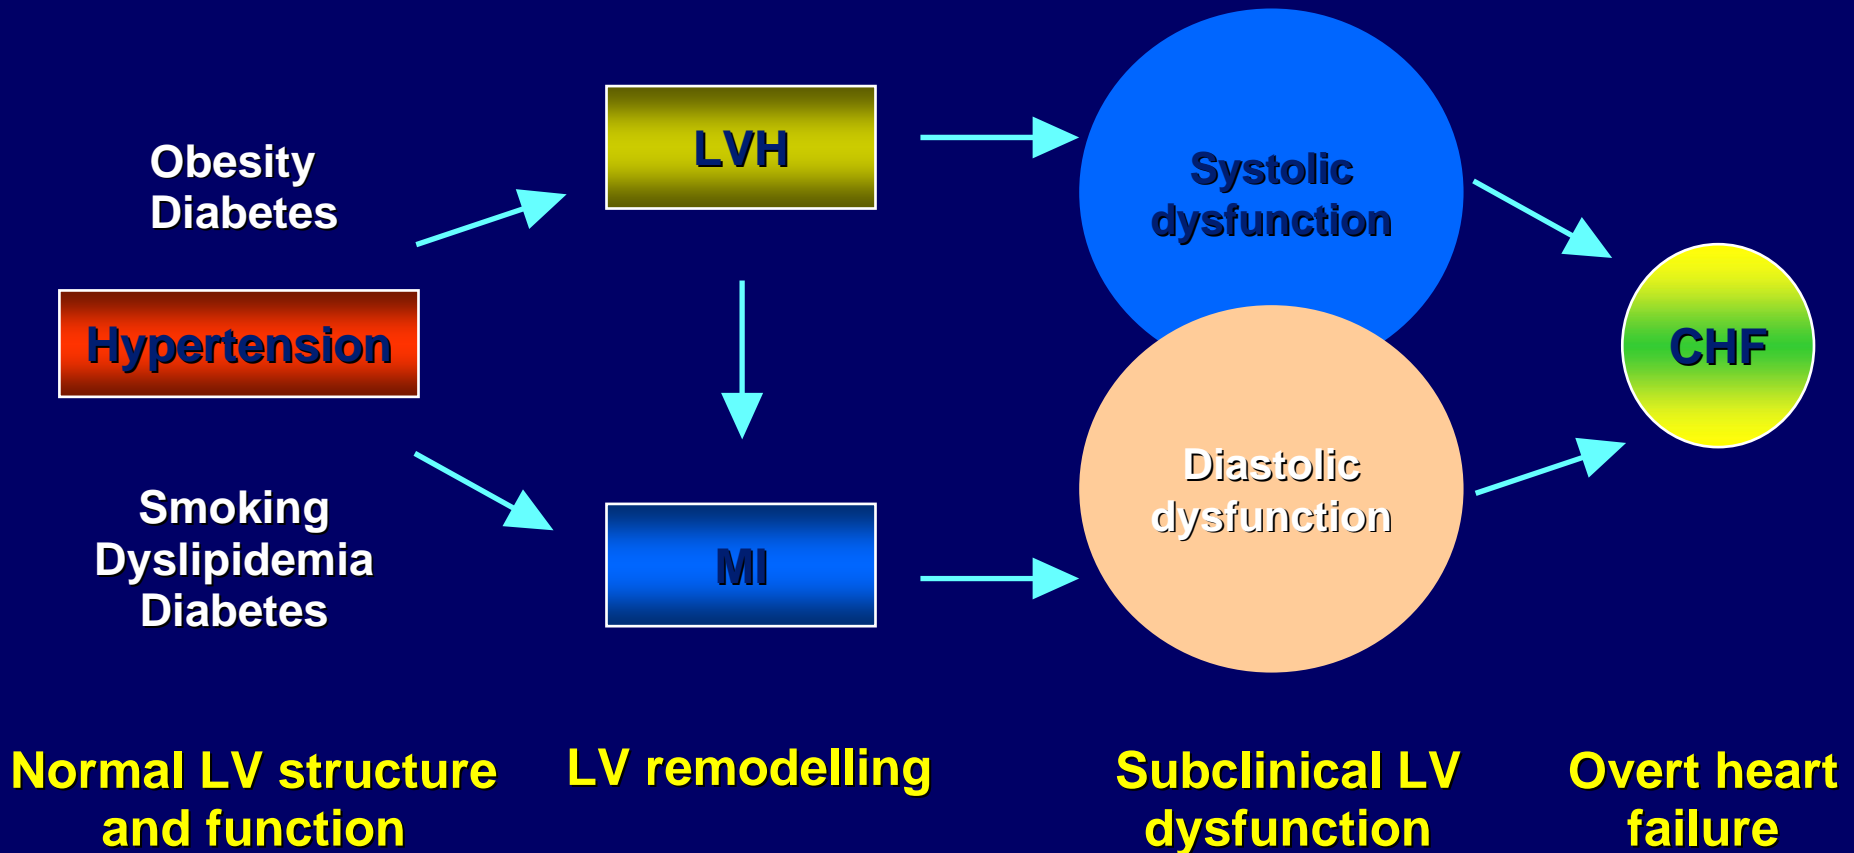 Obesity
Diabetes
Hypertension
Smoking
Dyslipidemia
Diabetes
LVH
MI
Systolic
dysfunction
Diastolic
dysfunction
CHF
Normal LV structure
and function
LV remodelling
Subclinical LV
dysfunction
Overt heart
failure